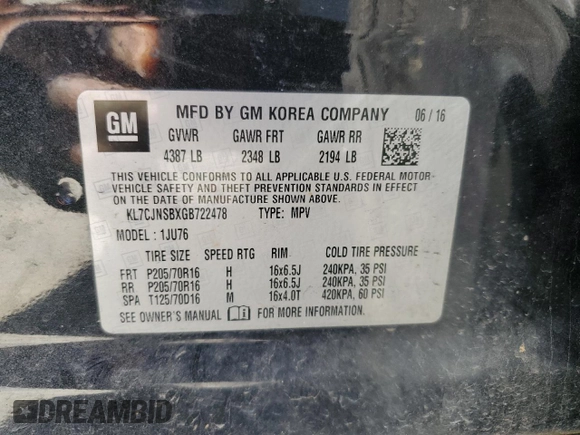 GM
MFD BY GM KOREA COMPANY 06 / 16
GVWR GAWR FRT GAWR RR
4387 LB 2348 LB 2194 LB
THIS VEHICLE CONFORMS TO ALL APPLICABLE U.S. FEDERAL MOTOR-
VEHICLE SAFETY AND THEFT PREVENTION STANDARDS IN EFFECT
ON THE DATE OF MANUFACTURE SHOWN ABOVE.
KL7CJNSBXGB722478 TYPE: MPV
MODEL : 1JU76
TIRE SIZE SPEED RTG RIM COLD TIRE PRESSURE
FRT P205/70R16 H 16x6.5J 240KPA, 35 PSI
RR P205/70R16 H 16x6.5J 240KPA, 35 PSI
SPA T125/70D16 M 16x4.0T 420KPA, 60 PSI
SEE OWNER'S MANUAL FOR MORE INFORMATION
DREAMBID